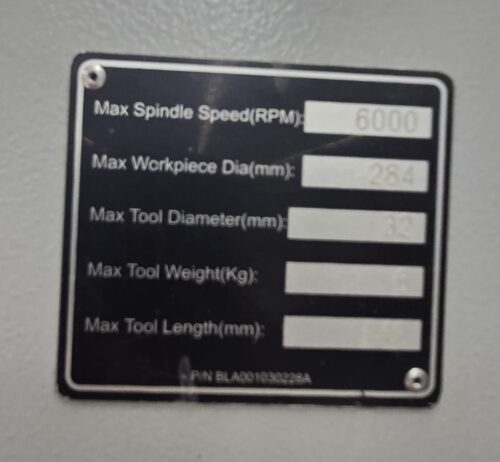 Max Spindle Speed(RPM): 6000
Max Workpiece Dia(mm): 284
Max Tool Diameter(mm): 32
Max Tool Weight(Kg):
Max Tool Length(mm):
P/N BLA001030226A